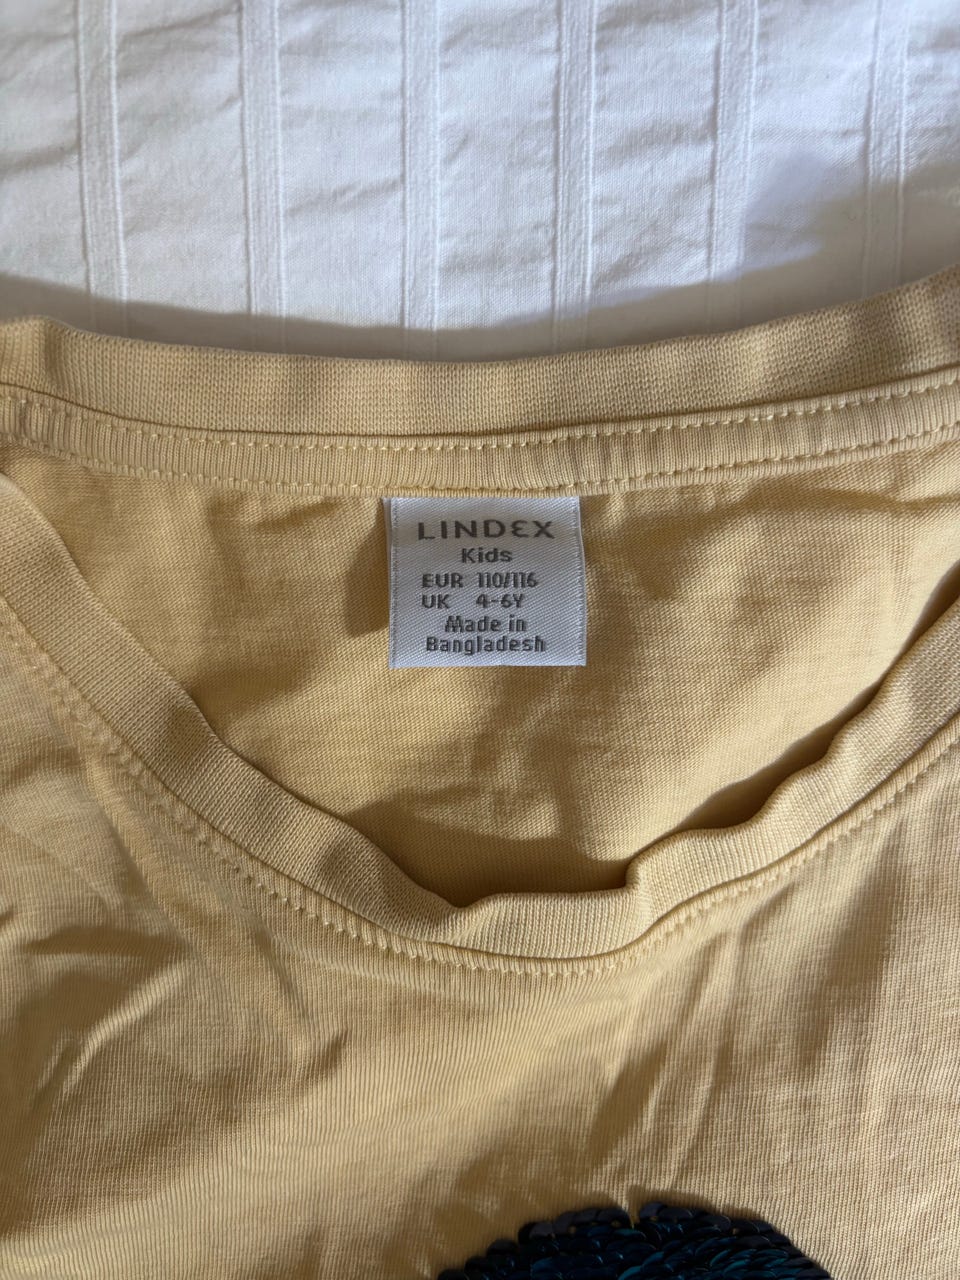 LINDEX
Kids
EUR 110/116
UK 4-6Y
Made in
Bangladesh